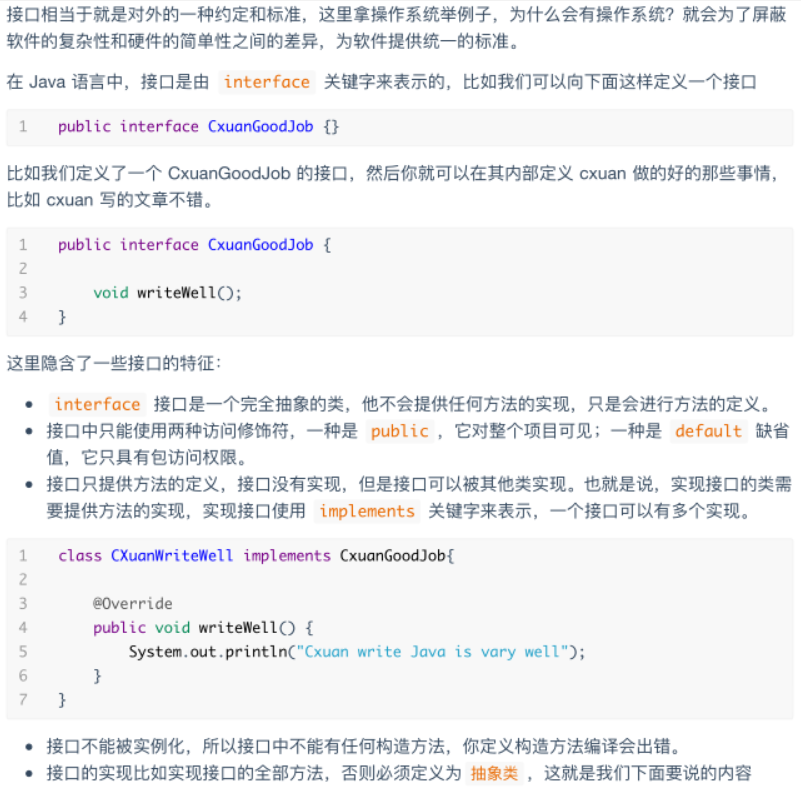 接口相当于就是对外的一种约定和标准，这里拿操作系统举例子，为什么会有操作系统？就会为了屏蔽
软件的复杂性和硬件的简单性之间的差异，为软件提供统一的标准。
在 Java 语言中，接口是由 interface 关键字来表示的，比如我们可以向下面这样定义一个接口
1 public interface CxuanGoodJob {}
比如我们定义了一个 CxuanGoodJob 的接口，然后你就可以在其内部定义 cxuan 做的好的那些事情，
比如 cxuan 写的文章不错。
1 public interface CxuanGoodJob {
2
3 void writeWell();
4 }
这里隐含了一些接口的特征：
• interface 接口是一个完全抽象的类，他不会提供任何方法的实现，只是会进行方法的定义。
• 接口中只能使用两种访问修饰符，一种是 public ，它对整个项目可见；一种是 default 缺省
值，它只具有包访问权限。
• 接口只提供方法的定义，接口没有实现，但是接口可以被其他类实现。也就是说，实现接口的类需
要提供方法的实现，实现接口使用 implements 关键字来表示，一个接口可以有多个实现。
1 class CXuanWriteWell implements CxuanGoodJob{
2
3 @Override
4 public void writeWell() {
5 System.out.println("Cxuan write Java is vary well");
6 }
7 }
• 接口不能被实例化，所以接口中不能有任何构造方法，你定义构造方法编译会出错。
• 接口的实现比如实现接口的全部方法，否则必须定义为 抽象类 ，这就是我们下面要说的内容